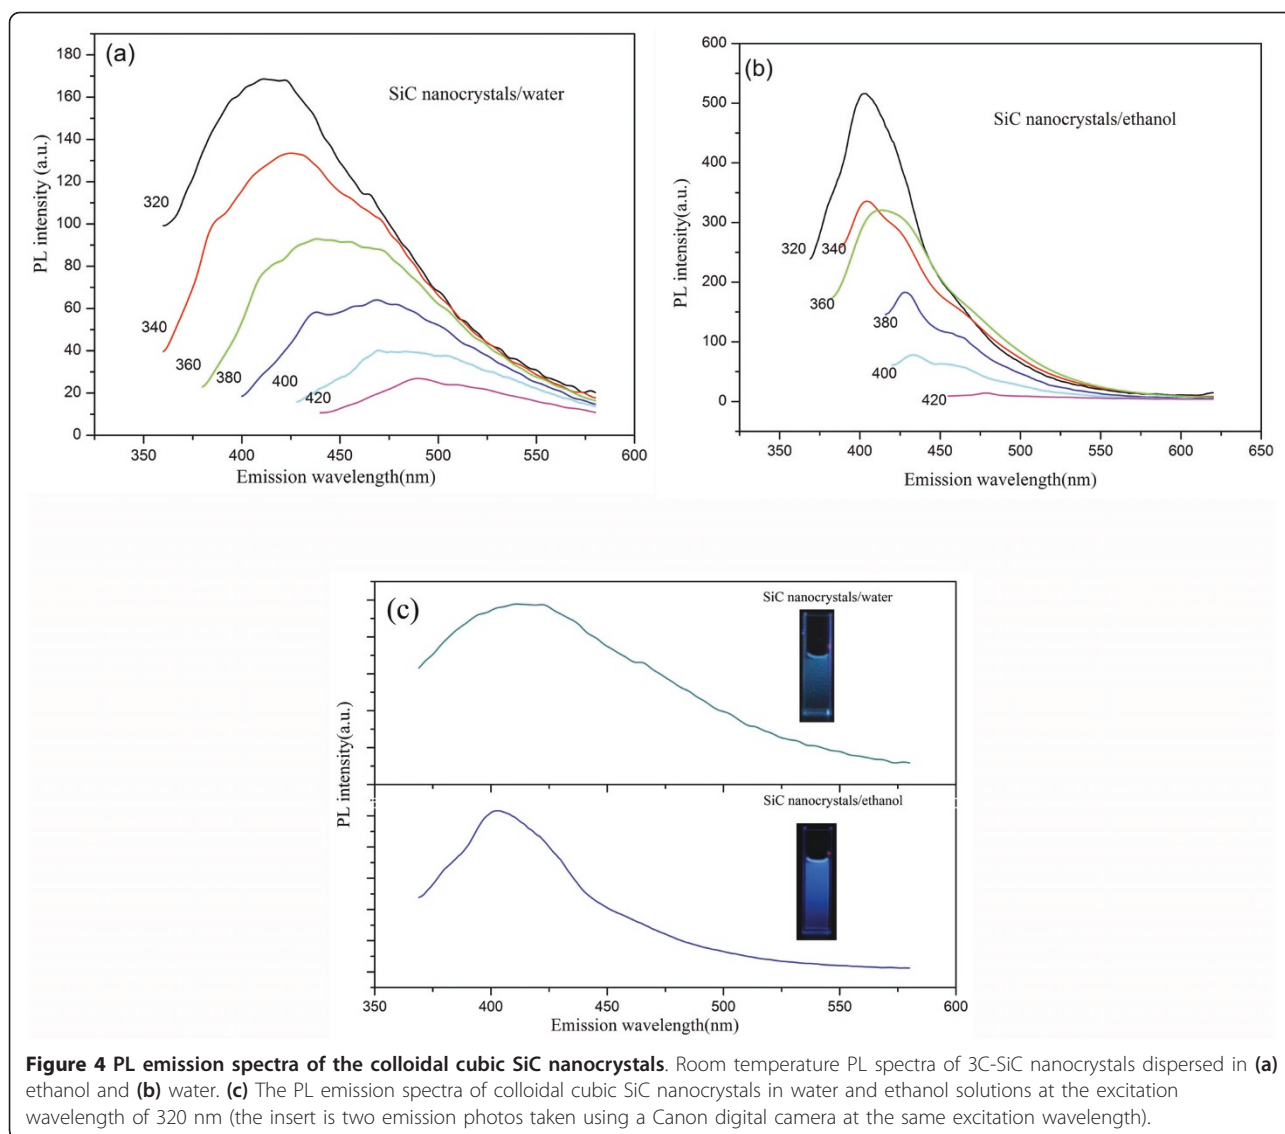 (a)
SiC nanocrystals/water
PL intensity (a.u.)
180
160
140
120
100
80
60
40
20
0
320
340
360
380
400
420
350 400 450 500 550 600
Emission wavelength(nm)
(b)
SiC nanocrystals/ethanol
PL intensity(a.u.)
600
500
400
300
200
100
0
320
340
360
380
400
420
350 400 450 500 550 600 650
Emission wavelength(nm)
(c)
SiC nanocrystals/water
SiC nanocrystals/ethanol
PL intensity(a.u.)
350 400 450 500 550 600
Emission wavelength(nm)
Figure 4 PL emission spectra of the colloidal cubic SiC nanocrystals. Room temperature PL spectra of 3C-SiC nanocrystals dispersed in (a)
ethanol and (b) water. (c) The PL emission spectra of colloidal cubic SiC nanocrystals in water and ethanol solutions at the excitation
wavelength of 320 nm (the insert is two emission photos taken using a Canon digital camera at the same excitation wavelength).